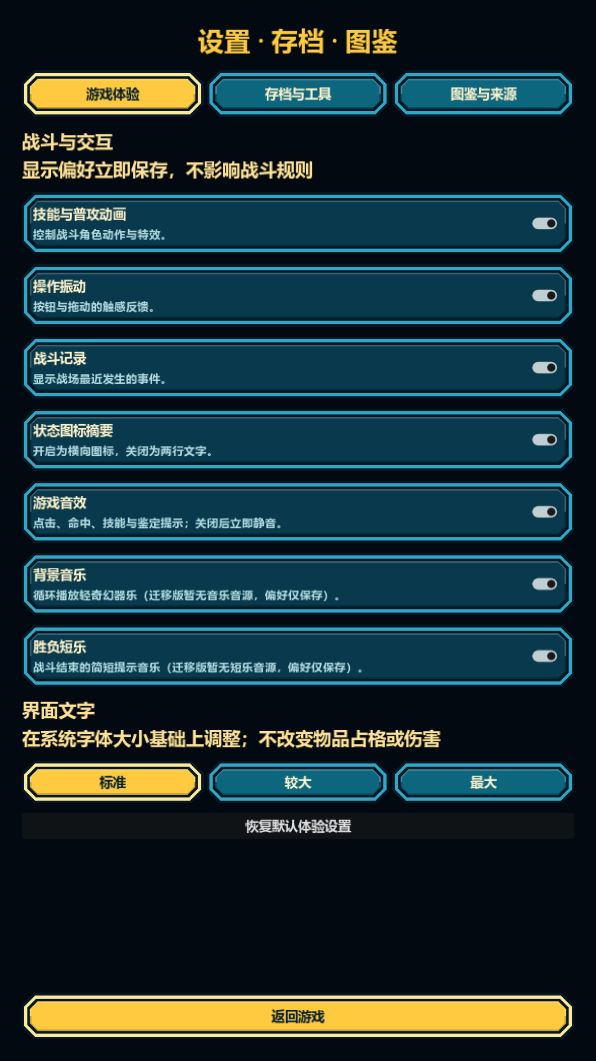 设置 · 存档 · 图鉴
游戏体验
存档与工具
图鉴与来源
战斗与交互
显示偏好立即保存，不影响战斗规则
技能与普攻动画
控制战斗角色动作与特效。
操作振动
按钮与拖动的触感反馈。
战斗记录
显示战场最近发生的事件。
状态图标摘要
开启为横向图标，关闭为两行文字。
游戏音效
点击、命中、技能与鉴定提示；关闭后立即静音。
背景音乐
循环播放轻奇幻器乐（迁移版暂无音乐音源，偏好仅保存）。
胜负短乐
战斗结束的简短提示音乐（迁移版暂无短乐音源，偏好仅保存）。
界面文字
在系统字体大小基础上调整；不改变物品占格或伤害
标准
较大
最大
恢复默认体验设置
返回游戏